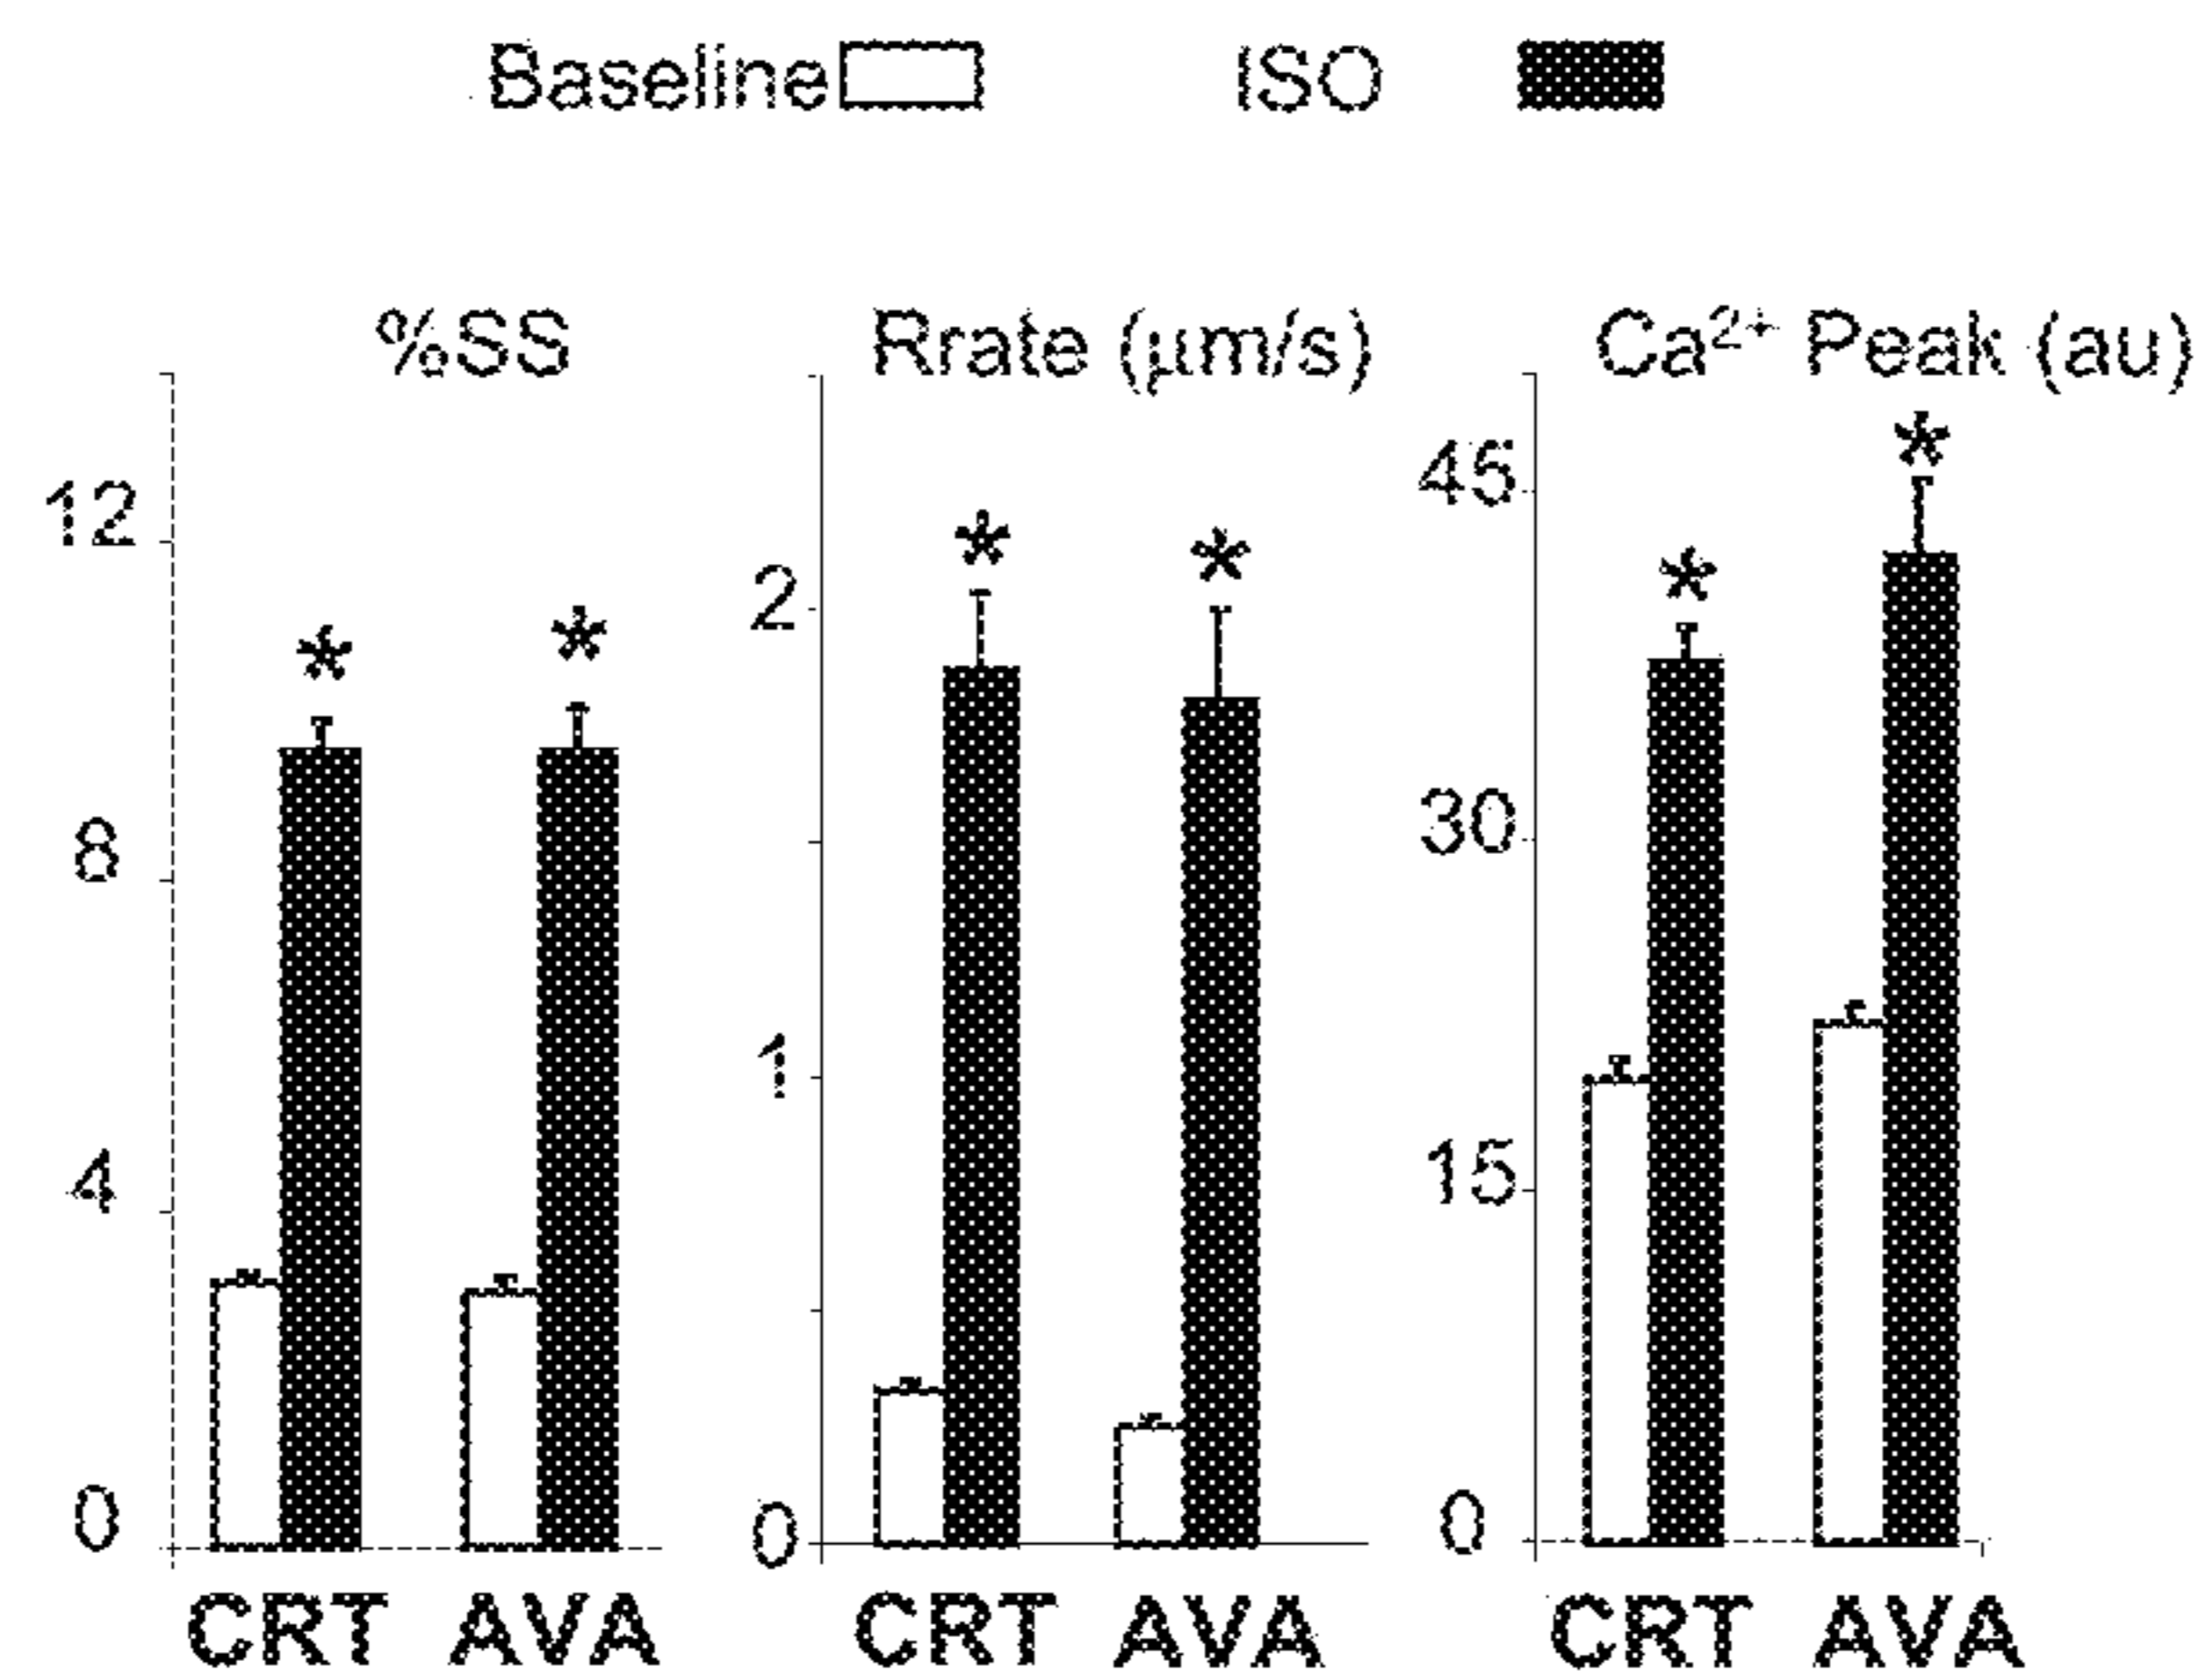 Baseline ISO
%SS Rrate (μm/s) Ca²⁺ Peak (au)
* * * * * *
12 2 45
8 1 30
4 15
0 0 0
CRT AVA CRT AVA CRT AVA